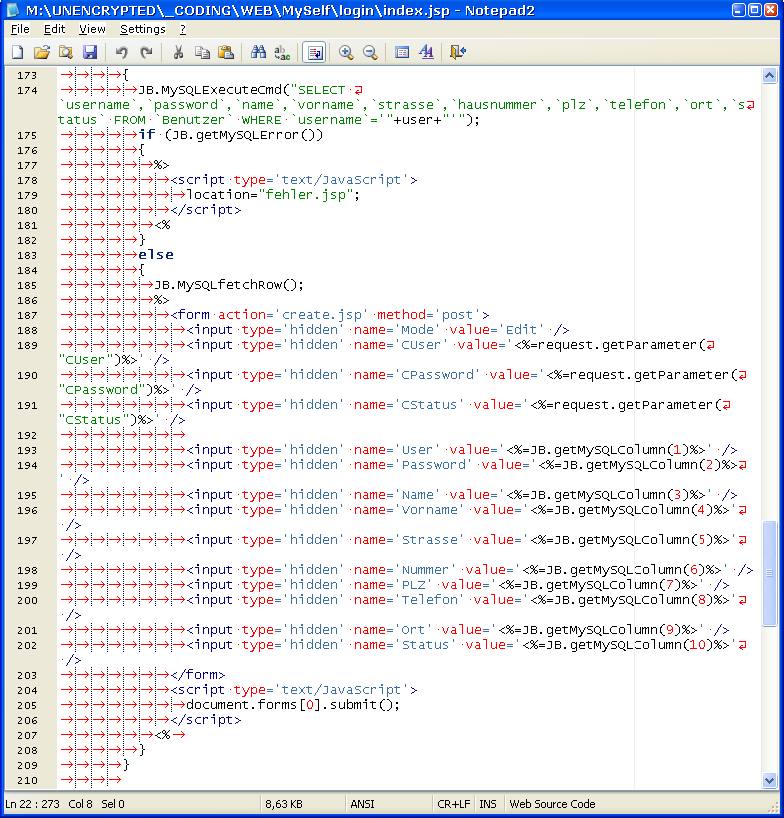 M:\UNENCRYPTED\_CODING\WEB\MySelf\login\index.jsp - Notepad2
File Edit View Settings ?
173 {
174 JB.MySQLExecuteCmd("SELECT
`username`,`password`,`name`,`vorname`,`strasse`,`hausnummer`,`plz`,`telefon`,`ort`,`s
tatus` FROM `Benutzer` WHERE `username`='"+user+"'");
175 if (JB.getMySQLError())
176 {
177 %>
178 <script type='text/JavaScript'>
179 location="fehler.jsp";
180 </script>
181 <%
182 }
183 else
184 {
185 JB.MySQLfetchRow();
186 %>
187 <form action='create.jsp' method='post'>
188 <input type='hidden' name='Mode' value='Edit' />
189 <input type='hidden' name='CUser' value='<%=request.getParameter(
"CUser")%>' />
190 <input type='hidden' name='CPassword' value='<%=request.getParameter(
"CPassword")%>' />
191 <input type='hidden' name='CStatus' value='<%=request.getParameter(
"CStatus")%>' />
192
193 <input type='hidden' name='User' value='<%=JB.getMySQLColumn(1)%>' />
194 <input type='hidden' name='Password' value='<%=JB.getMySQLColumn(2)%>
' />
195 <input type='hidden' name='Name' value='<%=JB.getMySQLColumn(3)%>' />
196 <input type='hidden' name='Vorname' value='<%=JB.getMySQLColumn(4)%>'
/>
197 <input type='hidden' name='Strasse' value='<%=JB.getMySQLColumn(5)%>'
/>
198 <input type='hidden' name='Nummer' value='<%=JB.getMySQLColumn(6)%>' />
199 <input type='hidden' name='PLZ' value='<%=JB.getMySQLColumn(7)%>' />
200 <input type='hidden' name='Telefon' value='<%=JB.getMySQLColumn(8)%>'
/>
201 <input type='hidden' name='Ort' value='<%=JB.getMySQLColumn(9)%>' />
202 <input type='hidden' name='Status' value='<%=JB.getMySQLColumn(10)%>'
/>
203 </form>
204 <script type='text/JavaScript'>
205 document.forms[0].submit();
206 </script>
207 <%
208 }
209 }
210
Ln 22 : 273 Col 8 Sel 0 8,63 KB ANSI CR+LF INS Web Source Code